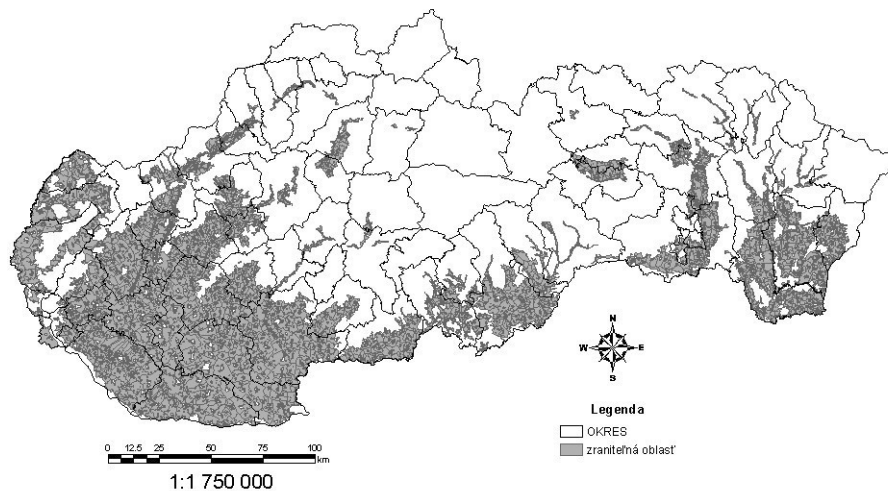 N
W E
S
Legenda
OKRES
zraniteľná oblasť
0 12.5 25 50 75 100
km
1:1 750 000